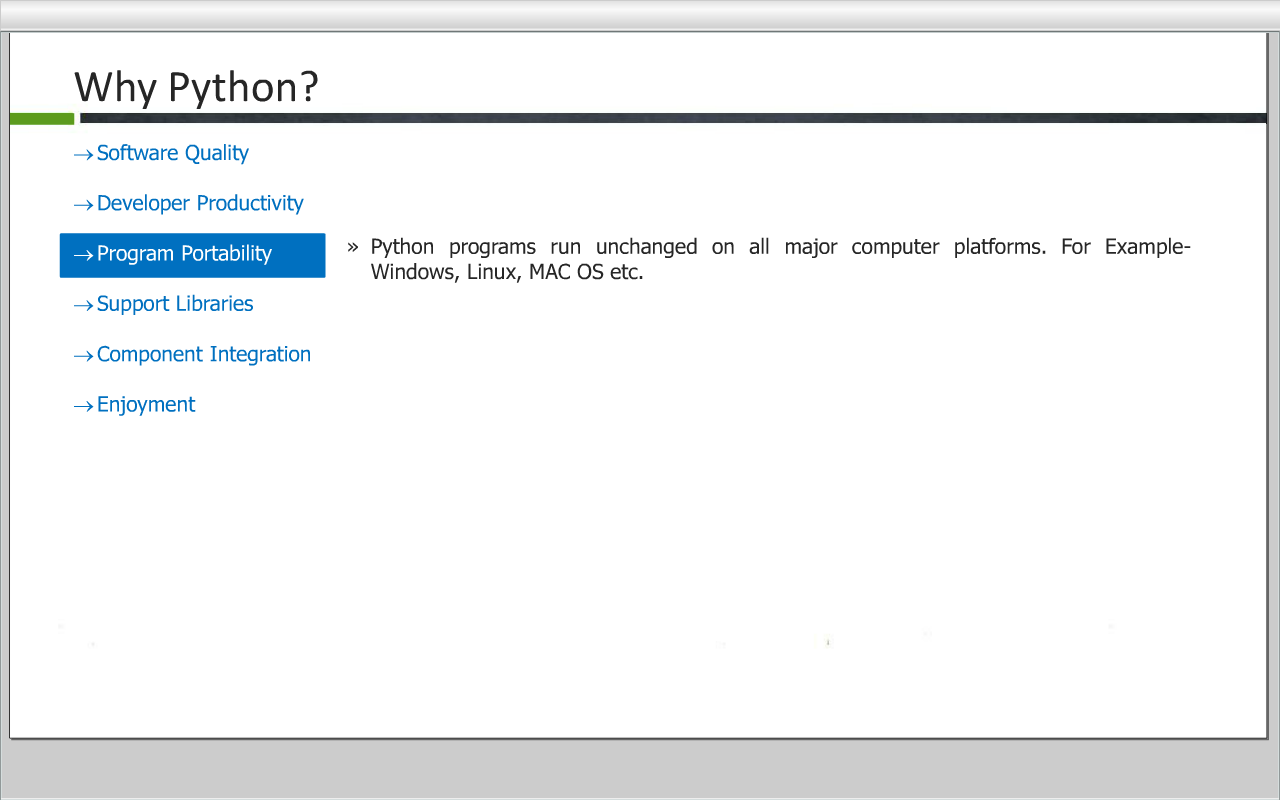 Why Python?
→Software Quality
→Developer Productivity
→Program Portability
» Python programs run unchanged on all major computer platforms. For Example-
Windows, Linux, MAC OS etc.
→Support Libraries
→Component Integration
→Enjoyment